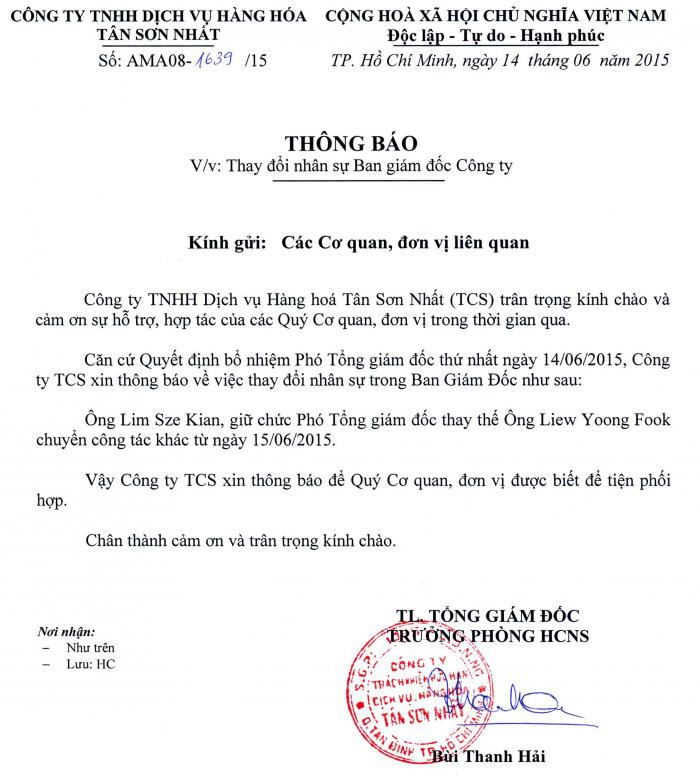 CÔNG TY TNHH DỊCH VỤ HÀNG HÓA
TÂN SƠN NHẤT
Số: AMA08-1639 /15
CỘNG HOÀ XÃ HỘI CHỦ NGHĨA VIỆT NAM
Độc lập - Tự do - Hạnh phúc
TP. Hồ Chí Minh, ngày 14 tháng 06 năm 2015
THÔNG BÁO
V/v: Thay đổi nhân sự Ban giám đốc Công ty
Kính gửi: Các Cơ quan, đơn vị liên quan
Công ty TNHH Dịch vụ Hàng hoá Tân Sơn Nhất (TCS) trân trọng kính chào và
cảm ơn sự hỗ trợ, hợp tác của các Quý Cơ quan, đơn vị trong thời gian qua.
Căn cứ Quyết định bổ nhiệm Phó Tổng giám đốc thứ nhất ngày 14/06/2015, Công
ty TCS xin thông báo về việc thay đổi nhân sự trong Ban Giám Đốc như sau:
Ông Lim Sze Kian, giữ chức Phó Tổng giám đốc thay thế Ông Liew Yoong Fook
chuyển công tác khác từ ngày 15/06/2015.
Vậy Công ty TCS xin thông báo để Quý Cơ quan, đơn vị được biết để tiện phối
hợp.
Chân thành cảm ơn và trân trọng kính chào.
Nơi nhận:
– Như trên
– Lưu: HC
TL. TỔNG GIÁM ĐỐC
TRƯỞNG PHÒNG HCNS
CÔNG TY
TRÁCH NHIỆM HỮU HẠN
DỊCH VỤ HÀNG HÓA
TÂN SƠN NHẤT
Q. TÂN BÌNH TP. HỒ CHÍ MINH
Bùi Thanh Hải